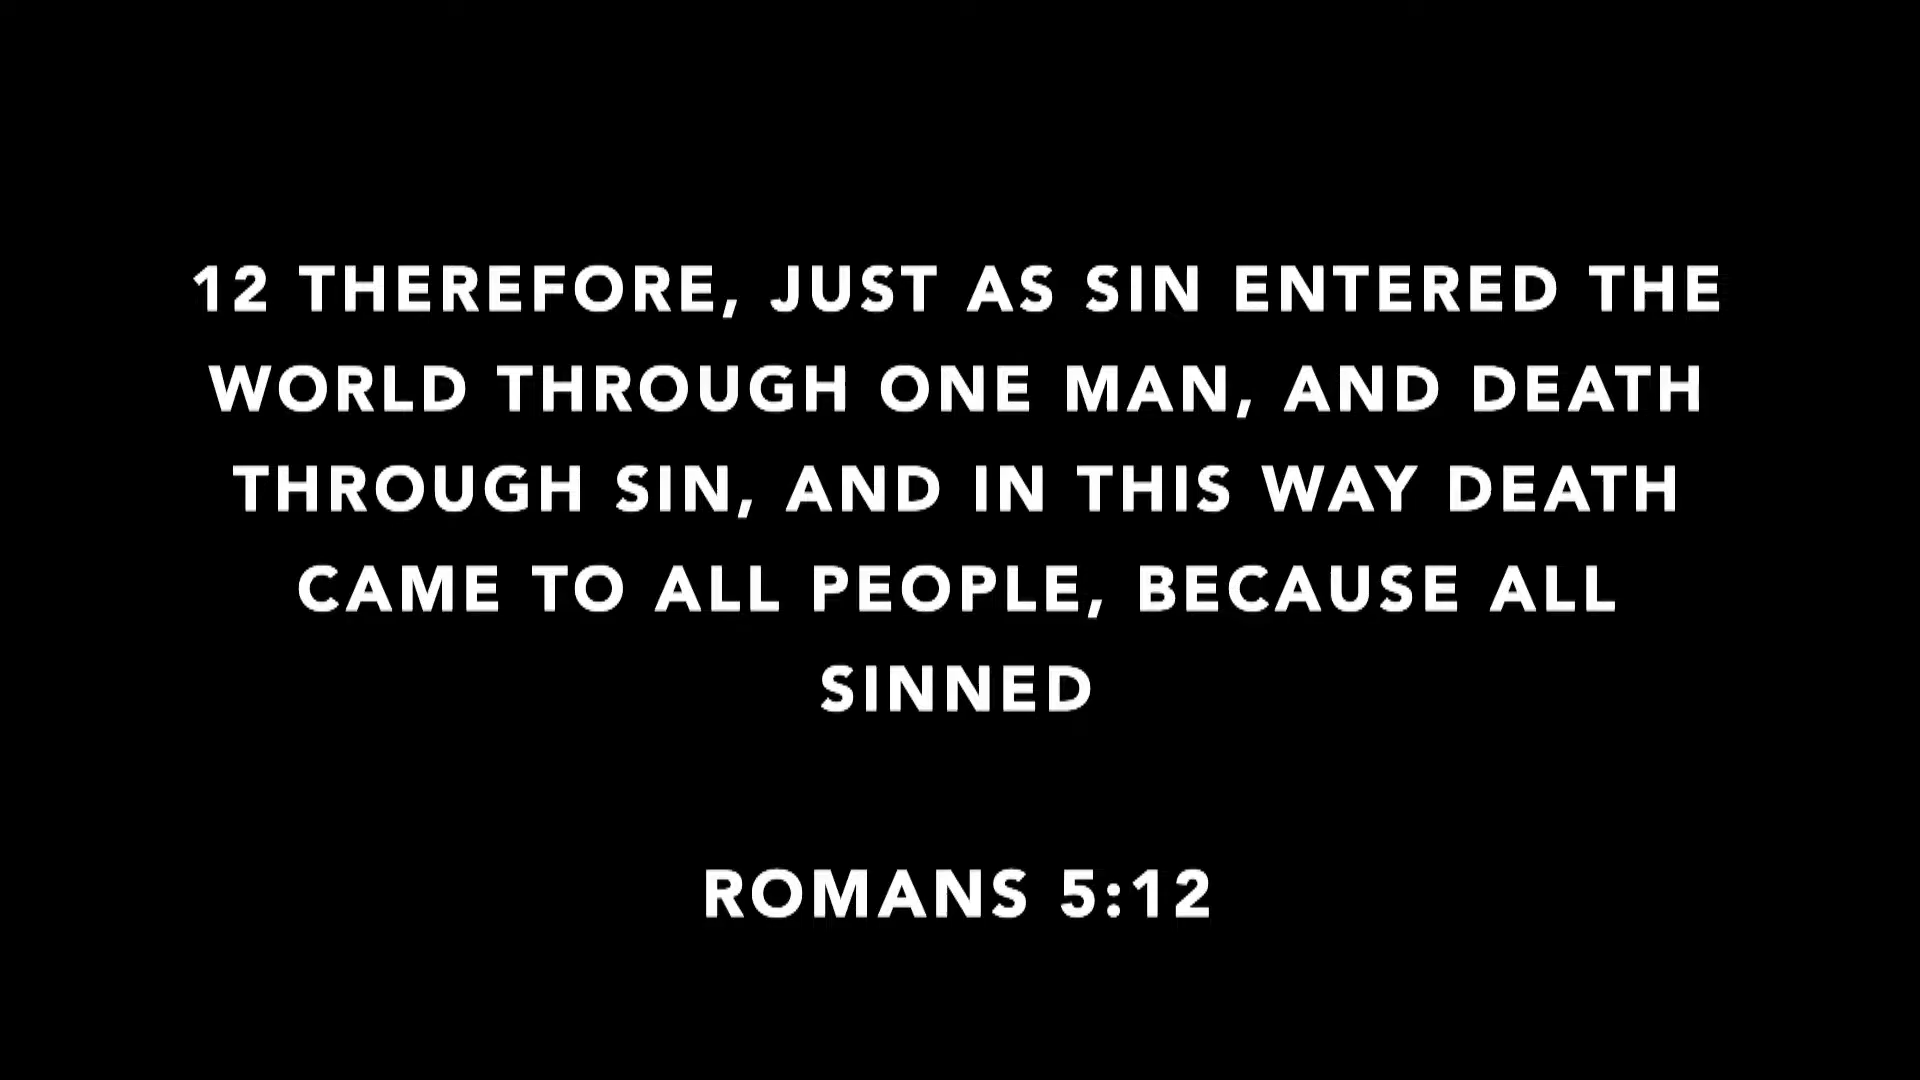 12 THEREFORE, JUST AS SIN ENTERED THE
WORLD THROUGH ONE MAN, AND DEATH
THROUGH SIN, AND IN THIS WAY DEATH
CAME TO ALL PEOPLE, BECAUSE ALL
SINNED
ROMANS 5:12